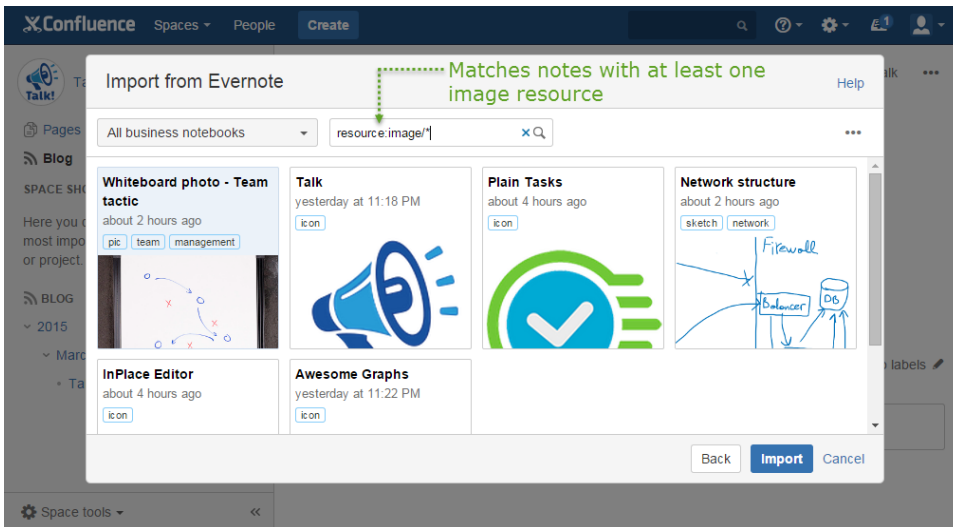 Confluence Spaces People Create 1
Matches notes with at least one
image resource
Import from Evernote
Help
Talk!
Pages
Blog
All business notebooks
resource:image/*
SPACE
Here you
most impo
or project.
BLOG
2015
Marc
Ta
labels
Whiteboard photo - Team
tactic
about 2 hours ago
pic team management
Talk
yesterday at 11:18 PM
icon
Plain Tasks
about 4 hours ago
icon
Network structure
about 2 hours ago
sketch network
Firewall
Balancer
DB
InPlace Editor
about 4 hours ago
icon
Awesome Graphs
yesterday at 11:22 PM
icon
Back Import Cancel
Space tools